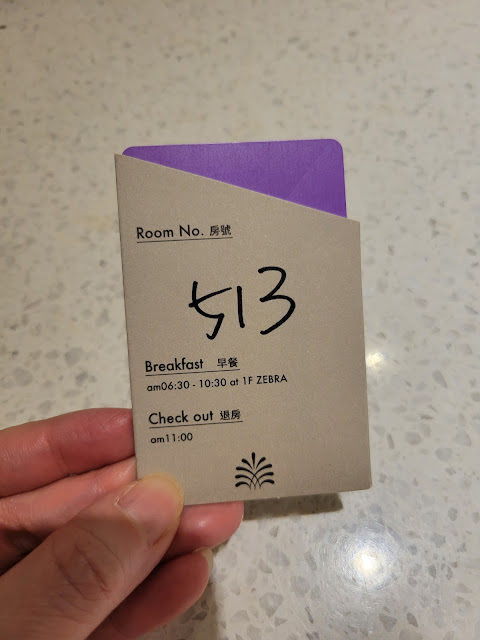 Room No. 房號
513
Breakfast 早餐
am06:30 - 10:30 at 1F ZEBRA
Check out 退房
am11:00